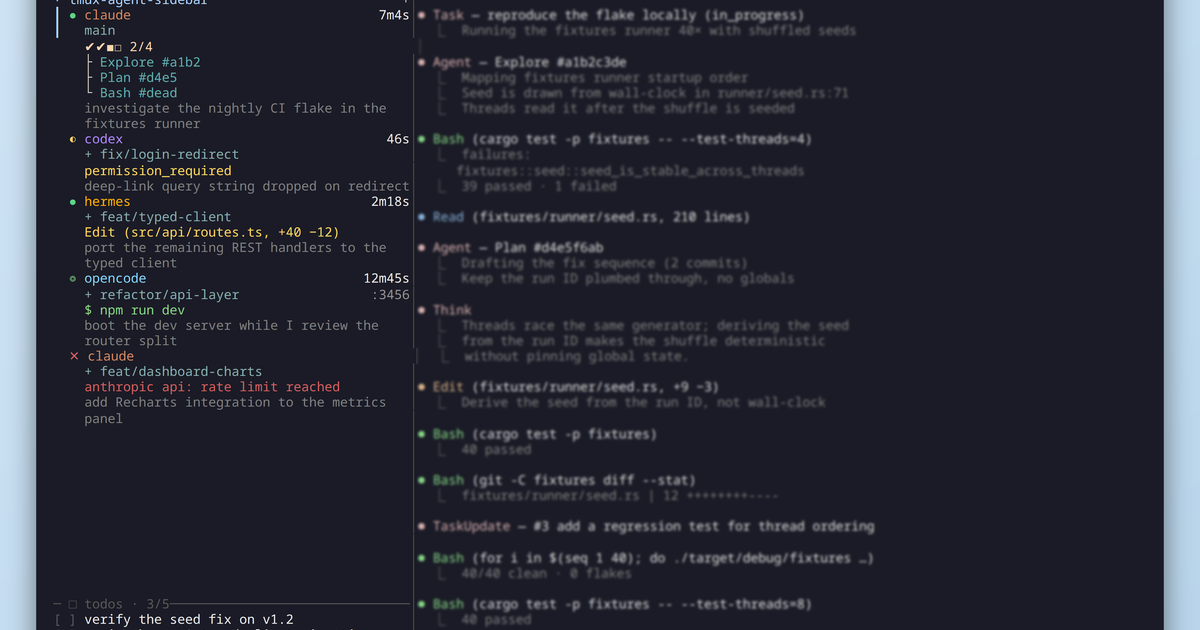 tmux-agent-sidebar
● claude 7m4s
main
✔✔■□ 2/4
├ Explore #a1b2
├ Plan #d4e5
└ Bash #dead
investigate the nightly CI flake in the
fixtures runner
◐ codex 46s
+ fix/login-redirect
permission_required
deep-link query string dropped on redirect
● hermes 2m18s
+ feat/typed-client
Edit (src/api/routes.ts, +40 −12)
port the remaining REST handlers to the
typed client
opencode 12m45s
+ refactor/api-layer :3456
$ npm run dev
boot the dev server while I review the
router split
✕ claude
+ feat/dashboard-charts
anthropic api: rate limit reached
add Recharts integration to the metrics
panel
─ □ todos · 3/5
[ ] verify the seed fix on v1.2
● Task — reproduce the flake locally (in_progress)
⎿ Running the fixtures runner 40× with shuffled seeds
● Agent — Explore #a1b2c3de
⎿ Mapping fixtures runner startup order
⎿ Seed is drawn from wall-clock in runner/seed.rs:71
⎿ Threads read it after the shuffle is seeded
● Bash (cargo test -p fixtures -- --test-threads=4)
⎿ failures:
fixtures::seed::seed_is_stable_across_threads
⎿ 39 passed · 1 failed
● Read (fixtures/runner/seed.rs, 210 lines)
● Agent — Plan #d4e5f6ab
⎿ Drafting the fix sequence (2 commits)
⎿ Keep the run ID plumbed through, no globals
● Think
⎿ Threads race the same generator; deriving the seed
⎿ from the run ID makes the shuffle deterministic
⎿ without pinning global state.
● Edit (fixtures/runner/seed.rs, +9 −3)
⎿ Derive the seed from the run ID, not wall-clock
● Bash (cargo test -p fixtures)
⎿ 40 passed
● Bash (git -C fixtures diff --stat)
⎿ fixtures/runner/seed.rs | 12 ++++++++----
● TaskUpdate — #3 add a regression test for thread ordering
● Bash (for i in $(seq 1 40); do ./target/debug/fixtures …)
⎿ 40/40 clean · 0 flakes
● Bash (cargo test -p fixtures -- --test-threads=8)
⎿ 40 passed